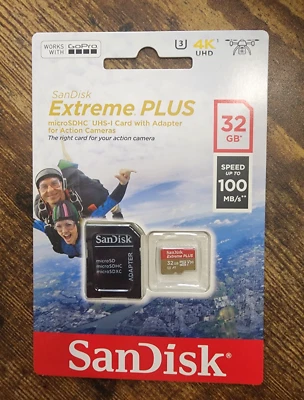 WORKS
WITH GoPro
U3 4K
UHD
SanDisk
Extreme PLUS
microSDHC UHS-I Card with Adapter
for Action Cameras
The right card for your action camera
32
GB*
SPEED
UP TO
100
MB/s**
SanDisk
microSD
microSDHC
microSDXC
ADAPTER
SanDisk
Extreme PLUS
32 GB
SanDisk